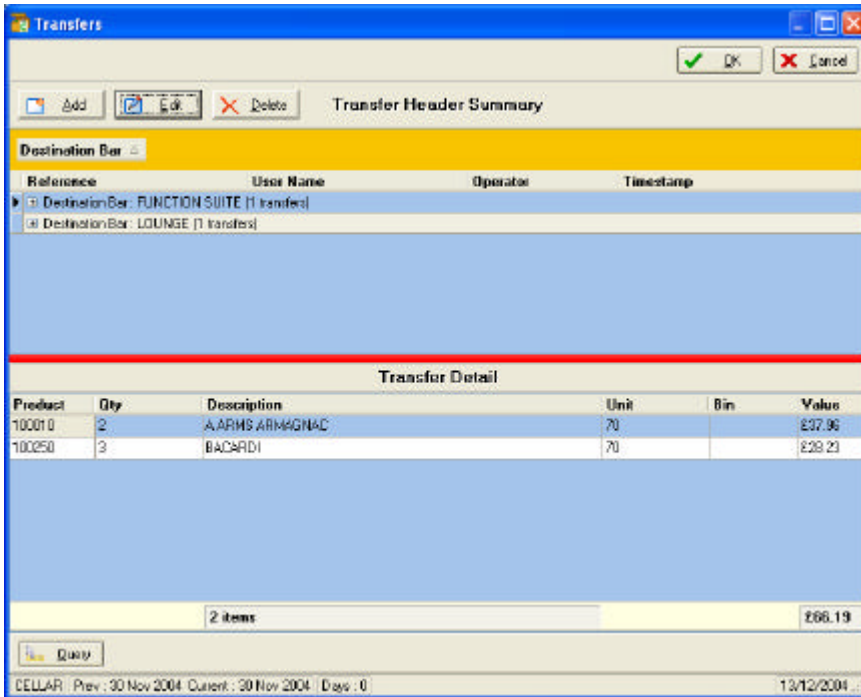 Transfers
OK Cancel
Add Edit Delete Transfer Header Summary
Destination Bar
Reference User Name Operator Timestamp
Destination Bar: FUNCTION SUITE [1 transfers]
Destination Bar: LOUNGE [1 transfers]
Transfer Detail
Product Qty Description Unit Bin Value
100010 2 A.ARMS ARMAGNAC 70 £37.96
100250 3 BACARDI 70 £28.23
2 items £66.19
Query
CELLAR Prev : 30 Nov 2004 Current : 30 Nov 2004 Days : 0 13/12/2004